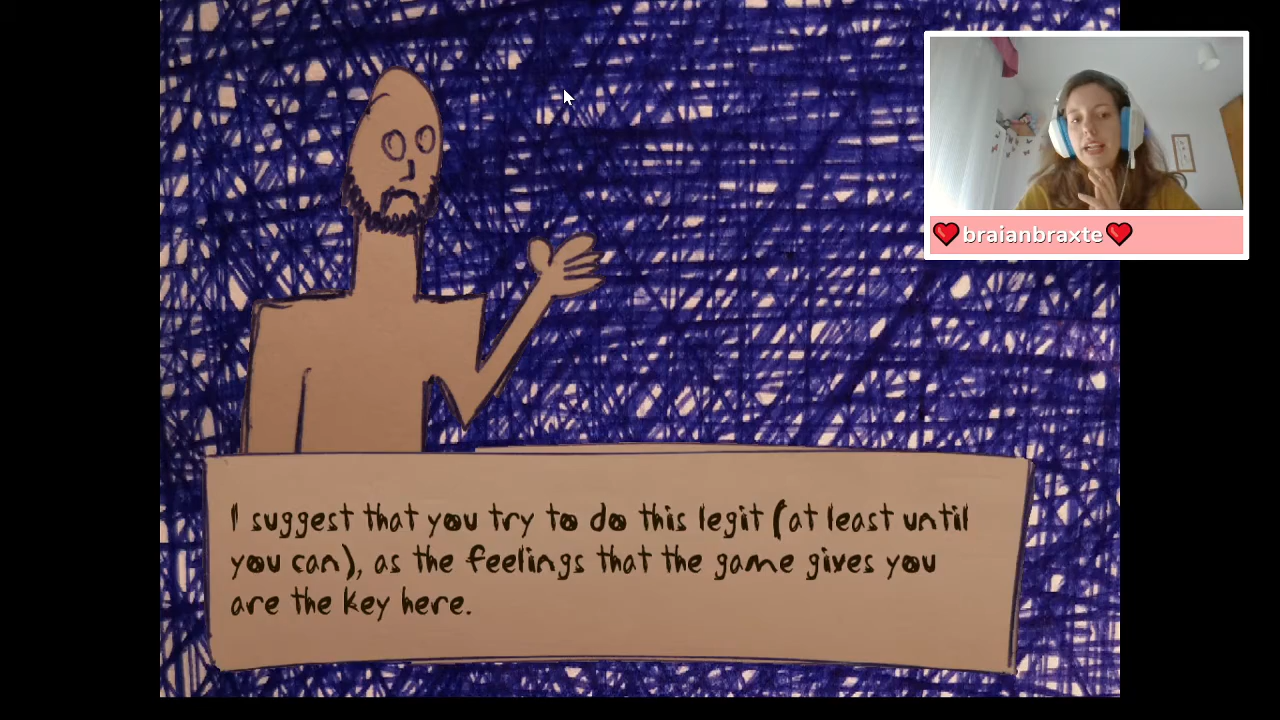 braianbraxte
I suggest that you try to do this legit (at least until
you can), as the feelings that the game gives you
are the key here.